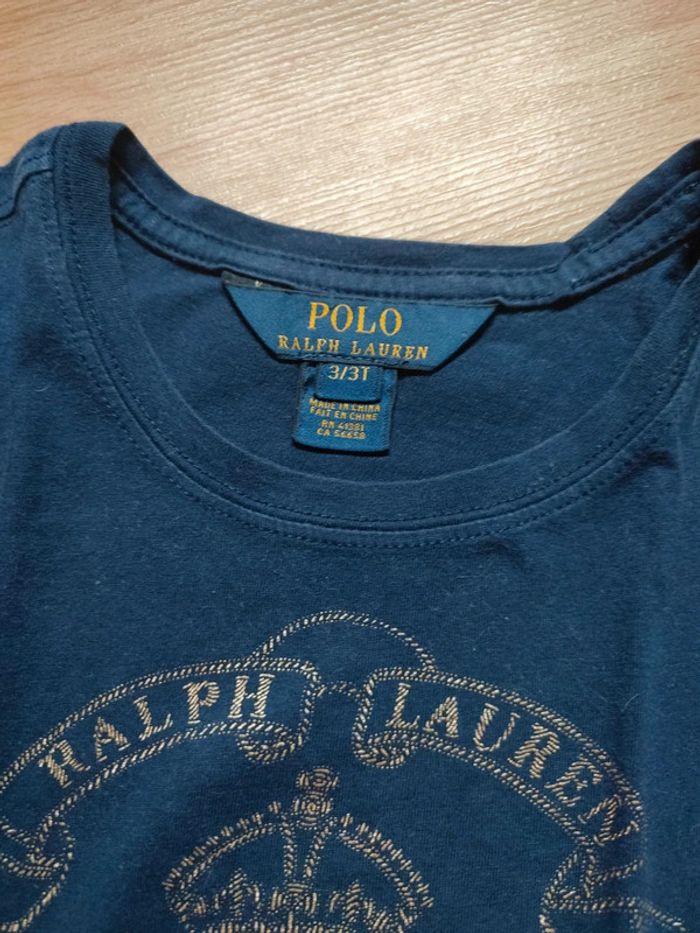 POLO
RALPH LAUREN
3/3T
MADE IN CHINA
FAIT EN CHINE
RN 41381
CA 56658
RALPH LAUREN